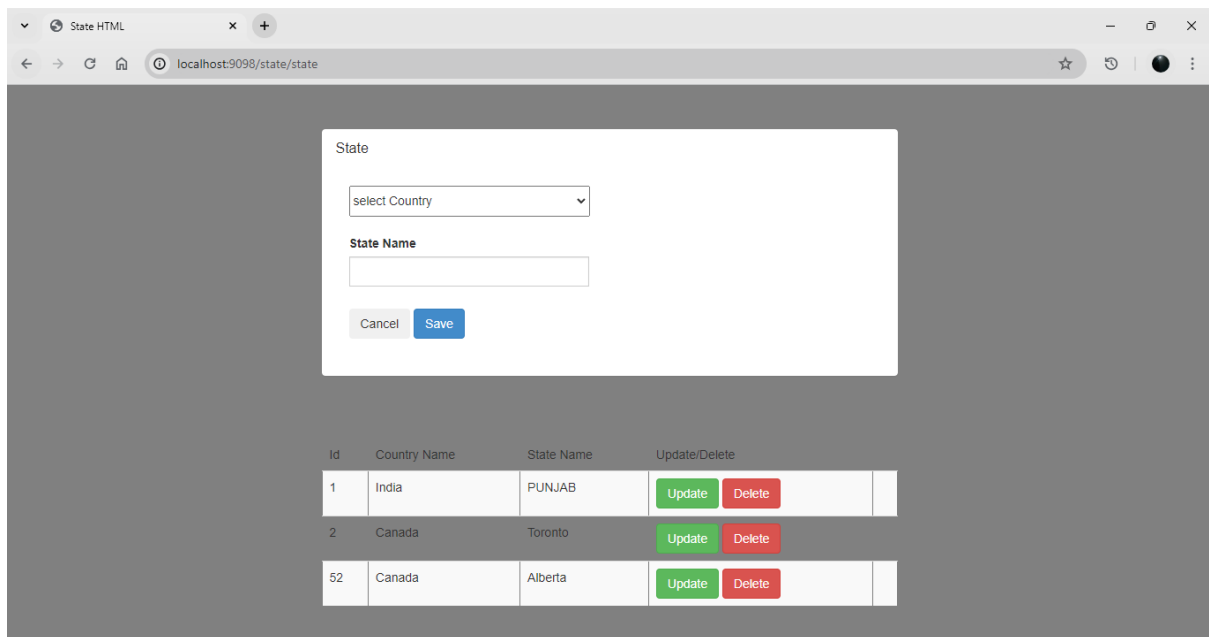 State HTML
localhost:9098/state/state
State
select Country
State Name
Cancel Save
Id Country Name State Name Update/Delete
1 India PUNJAB Update Delete
2 Canada Toronto Update Delete
52 Canada Alberta Update Delete